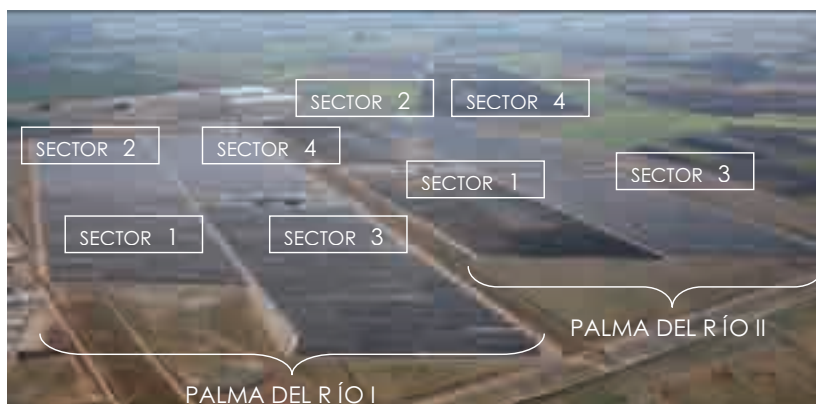 SECTOR 2 SECTOR 4
SECTOR 2 SECTOR 4
SECTOR 1 SECTOR 3
SECTOR 1 SECTOR 3
PALMA DEL RÍO II
PALMA DEL RÍO I